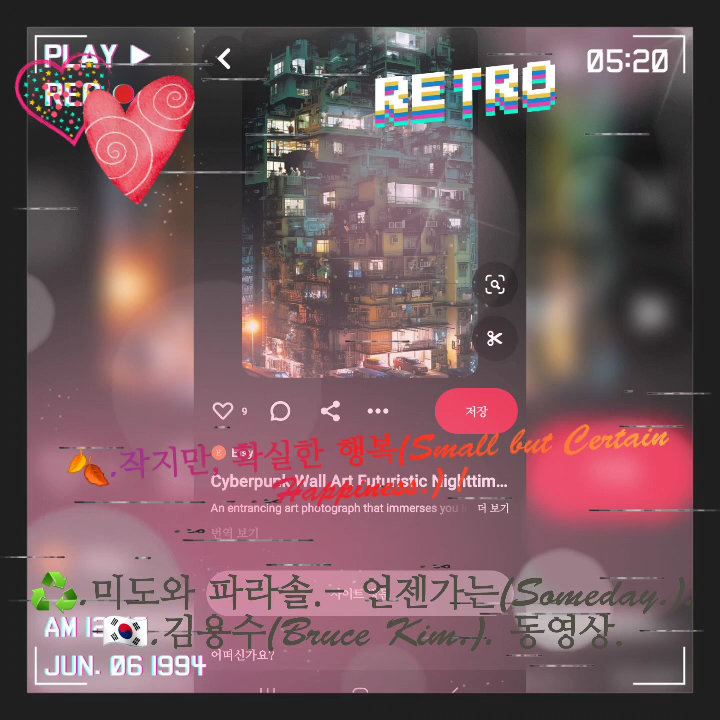 PLAY
REC
RETRO
05:20
9
저장
.작지만, 확실한 행복(Small but Certain
Happiness.)!
Etsy
Cyberpunk Wall Art Futuristic Nighttim...
An entrancing art photograph that immerses you
더 보기
번역 보기
.미도와 파라솔.- 언젠가는(Someday.).
.김용수(Bruce Kim.). 동영상.
AM
어떠신가요?
JUN. 06 1994